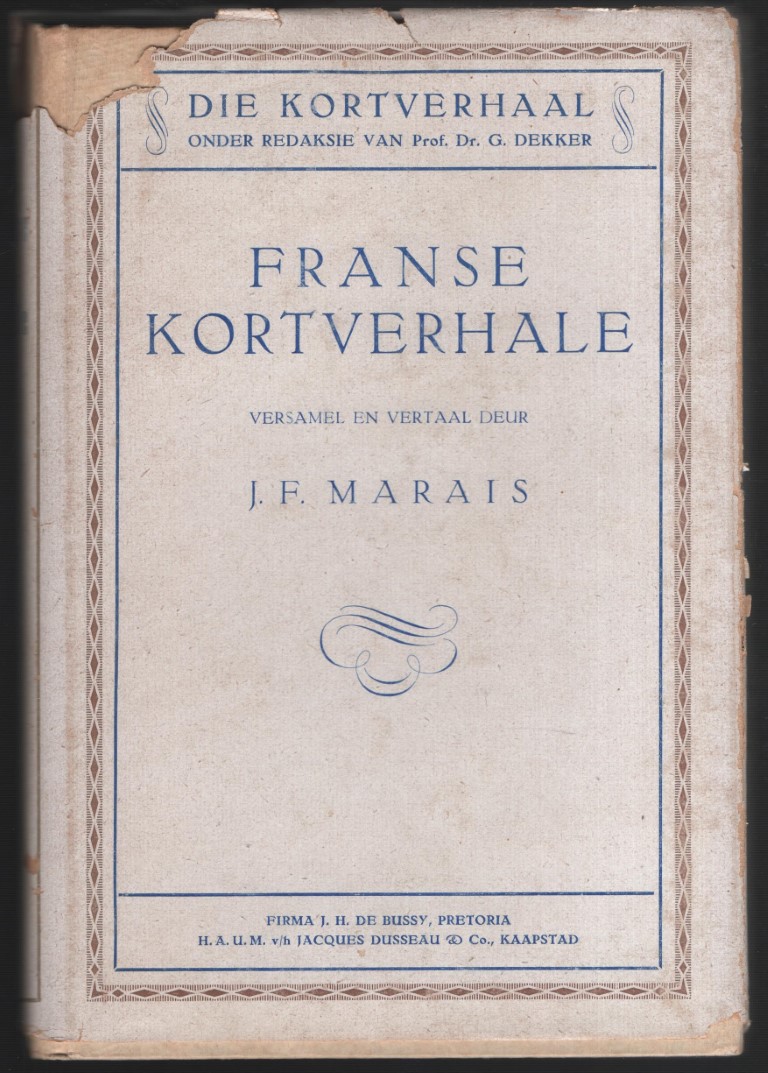 DIE KORTVERHAAL
ONDER REDAKSIE VAN Prof. Dr. G. DEKKER
FRANSE
KORTVERHALE
VERSAMEL EN VERTAAL DEUR
J. F. MARAIS
FIRMA J. H. DE BUSSY, PRETORIA
H. A. U. M. v/h JACQUES DUSSEAU & Co., KAAPSTAD